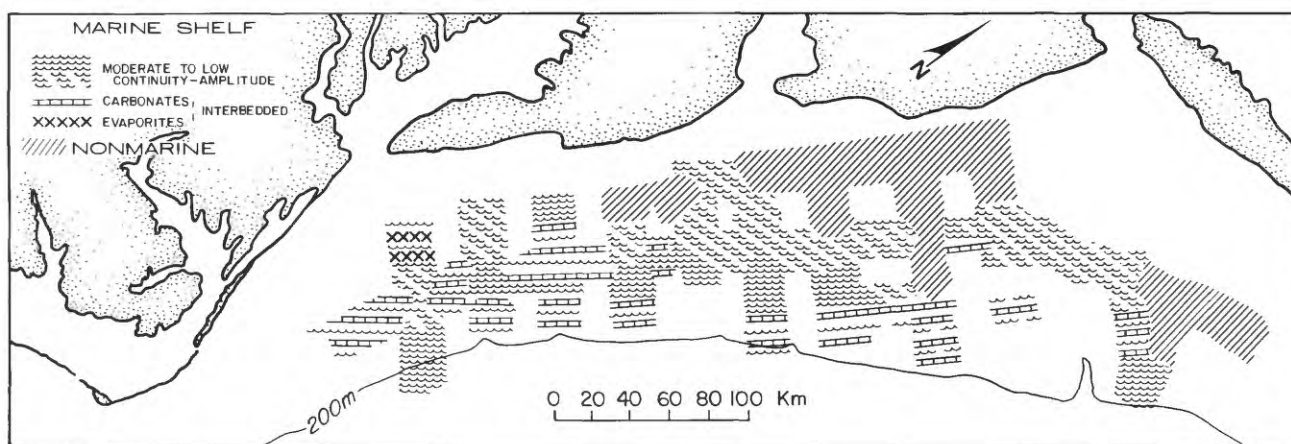 MARINE SHELF
MODERATE TO LOW
CONTINUITY-AMPLITUDE
CARBONATES
INTERBEDDED
EVAPORITES
NONMARINE
N
200m
0 20 40 60 80 100 Km